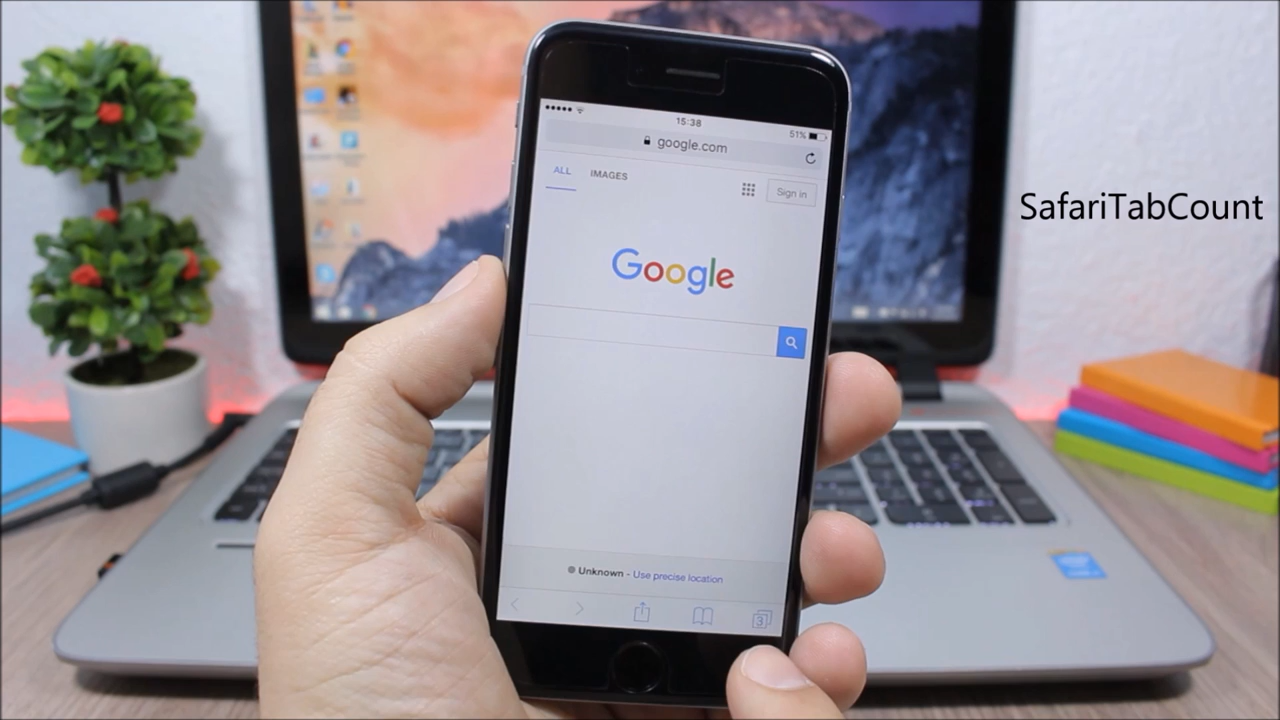 15:38
51%
google.com
ALL IMAGES
Sign in
SafariTabCount
Google
Unknown - Use precise location
3